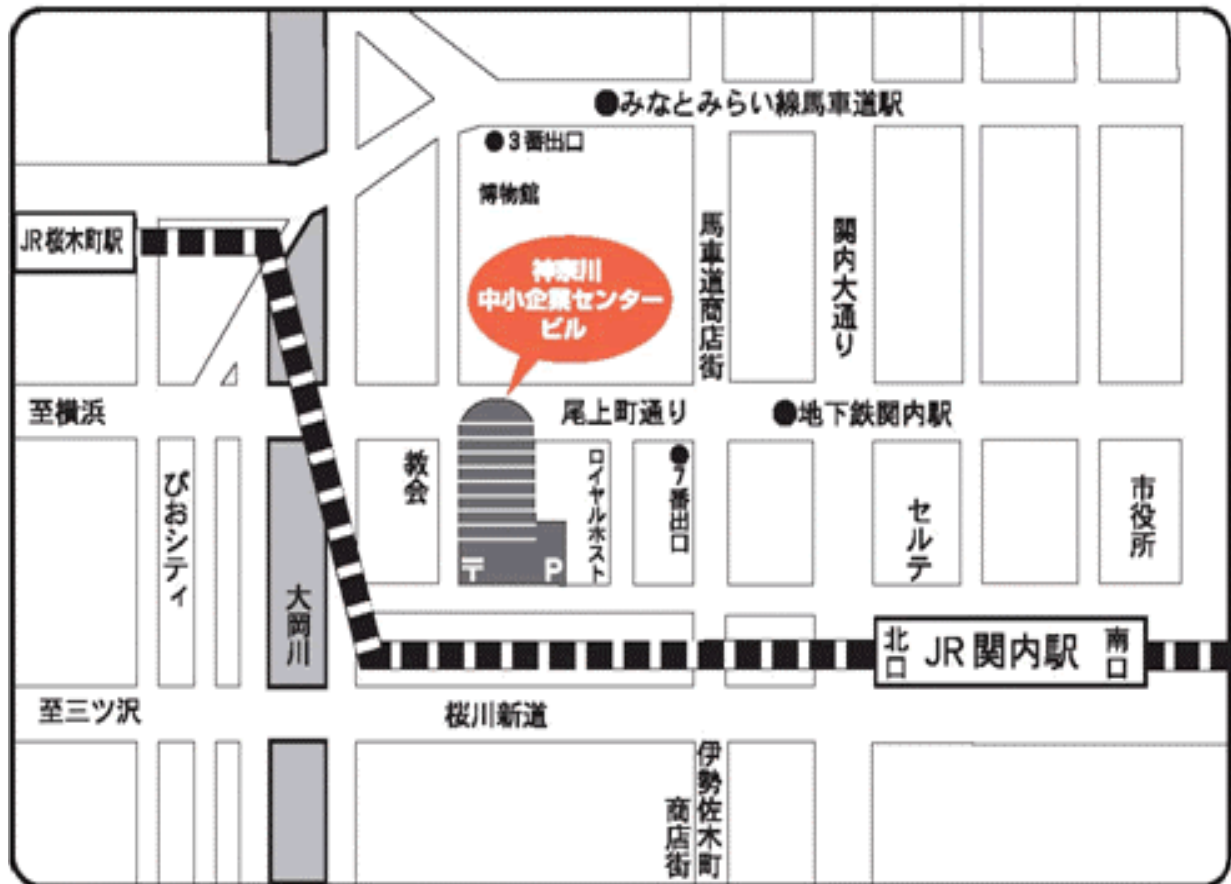 ●みなとみらい線馬車道駅
●3番出口
博物館
JR桜木町駅
神奈川
中小企業センター
ビル
馬車道商店街
関内大通り
至横浜
尾上町通り
●地下鉄関内駅
ぴおシティ
教会
ロイヤルホスト
●7番出口
セルテ
市役所
〒
P
大岡川
北口
JR関内駅
南口
至三ツ沢
桜川新道
伊勢佐木町
商店街